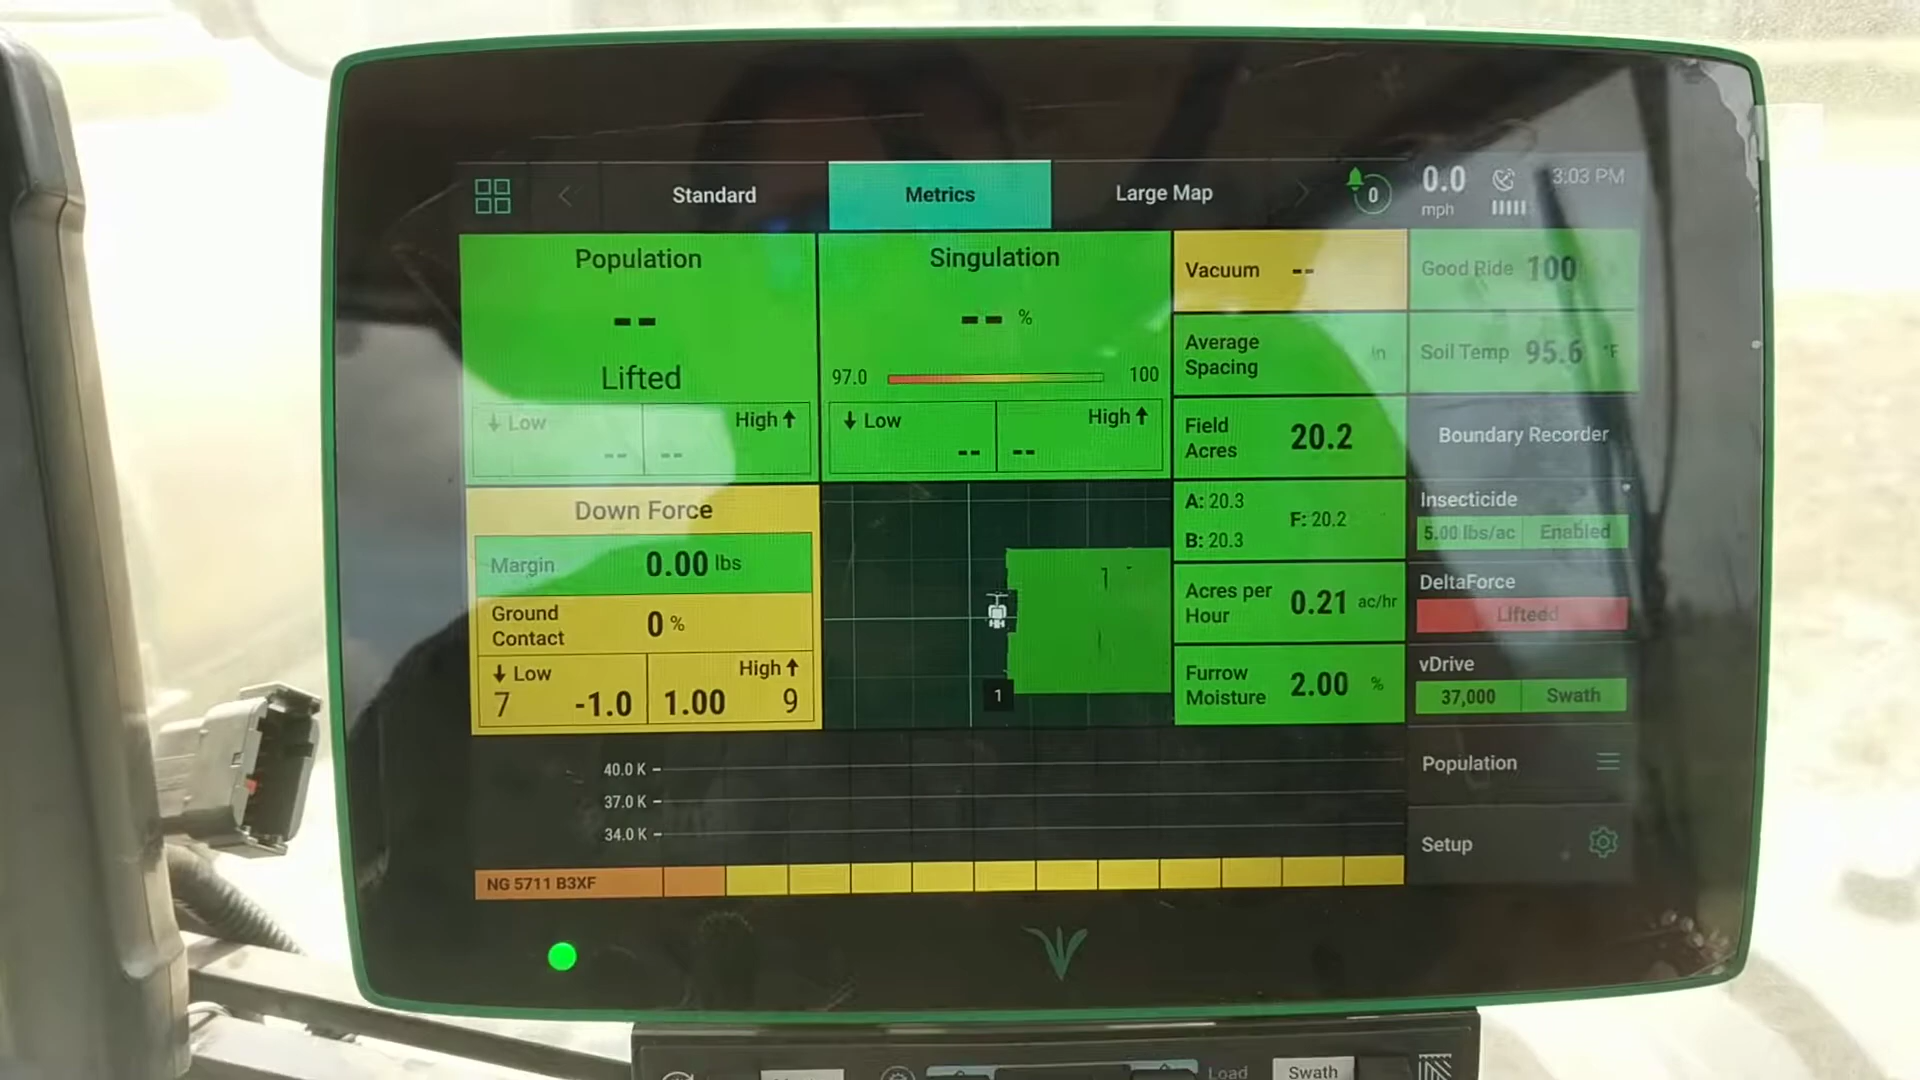 Standard
Metrics
Large Map
0
0.0
mph
3:03 PM
Population
--
Lifted
↓ Low
High ↑
--
--
Singulation
-- %
97.0
100
↓ Low
High ↑
--
--
Vacuum --
Good Ride 100
Average
Spacing
in
Soil Temp 95.6 °F
Field
Acres
20.2
Boundary Recorder
A: 20.3
B: 20.3
F: 20.2
Insecticide
5.00 lbs/ac Enabled
Down Force
Margin 0.00 lbs
Ground
Contact
0 %
↓ Low
High ↑
7 -1.0
1.00 9
1
Acres per
Hour
0.21 ac/hr
DeltaForce
Lifteed
Furrow
Moisture
2.00 %
vDrive
37,000 Swath
40.0 K
37.0 K
34.0 K
Population
Setup
NG 5711 B3XF
Load
Swath